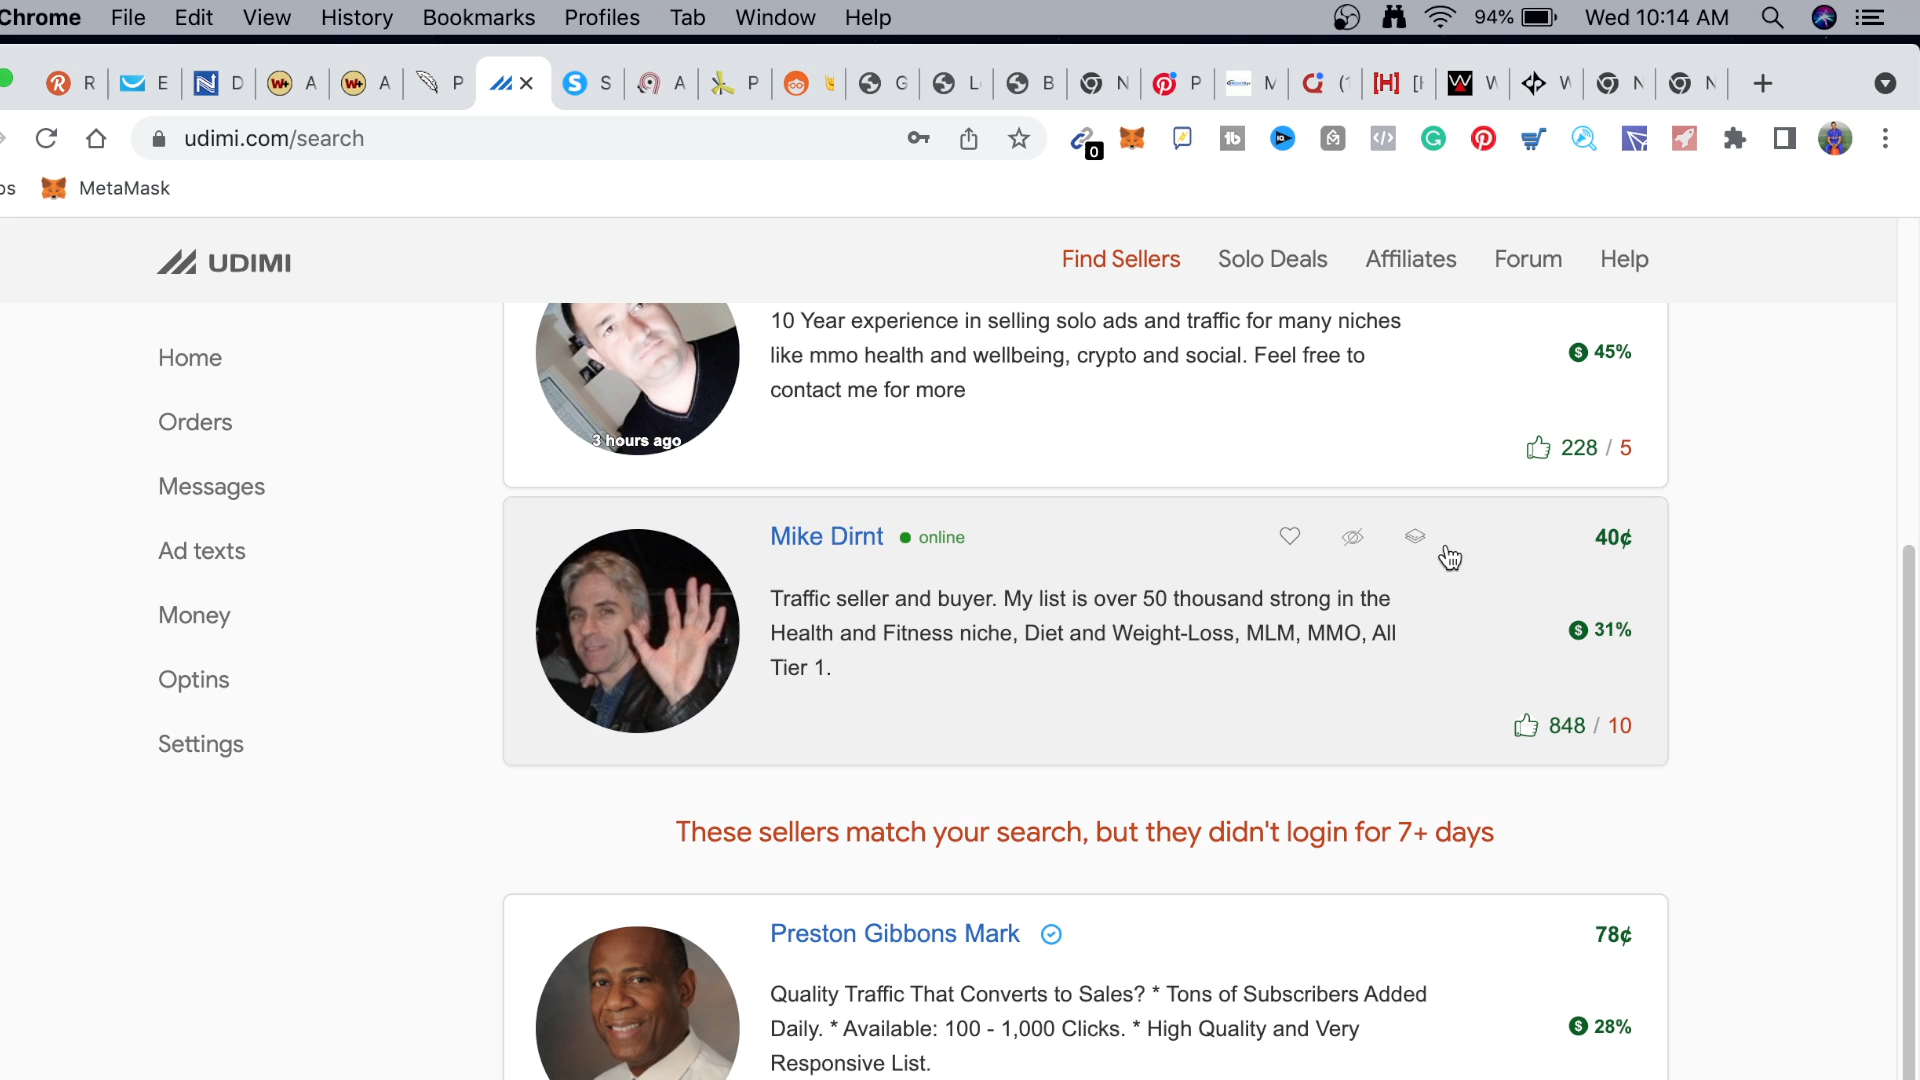 Chrome File Edit View History Bookmarks Profiles Tab Window Help 94% Wed 10:14 AM
R E D A A P S A P G L B N P M W W N N
udimi.com/search
0
MetaMask
UDIMI Find Sellers Solo Deals Affiliates Forum Help
Home
Orders
Messages
Ad texts
Money
Optins
Settings
10 Year experience in selling solo ads and traffic for many niches
like mmo health and wellbeing, crypto and social. Feel free to
contact me for more
45%
3 hours ago
228 / 5
Mike Dirnt online 40¢
Traffic seller and buyer. My list is over 50 thousand strong in the
Health and Fitness niche, Diet and Weight-Loss, MLM, MMO, All
Tier 1.
31%
848 / 10
These sellers match your search, but they didn't login for 7+ days
Preston Gibbons Mark 78¢
Quality Traffic That Converts to Sales? * Tons of Subscribers Added
Daily. * Available: 100 - 1,000 Clicks. * High Quality and Very
Responsive List.
28%